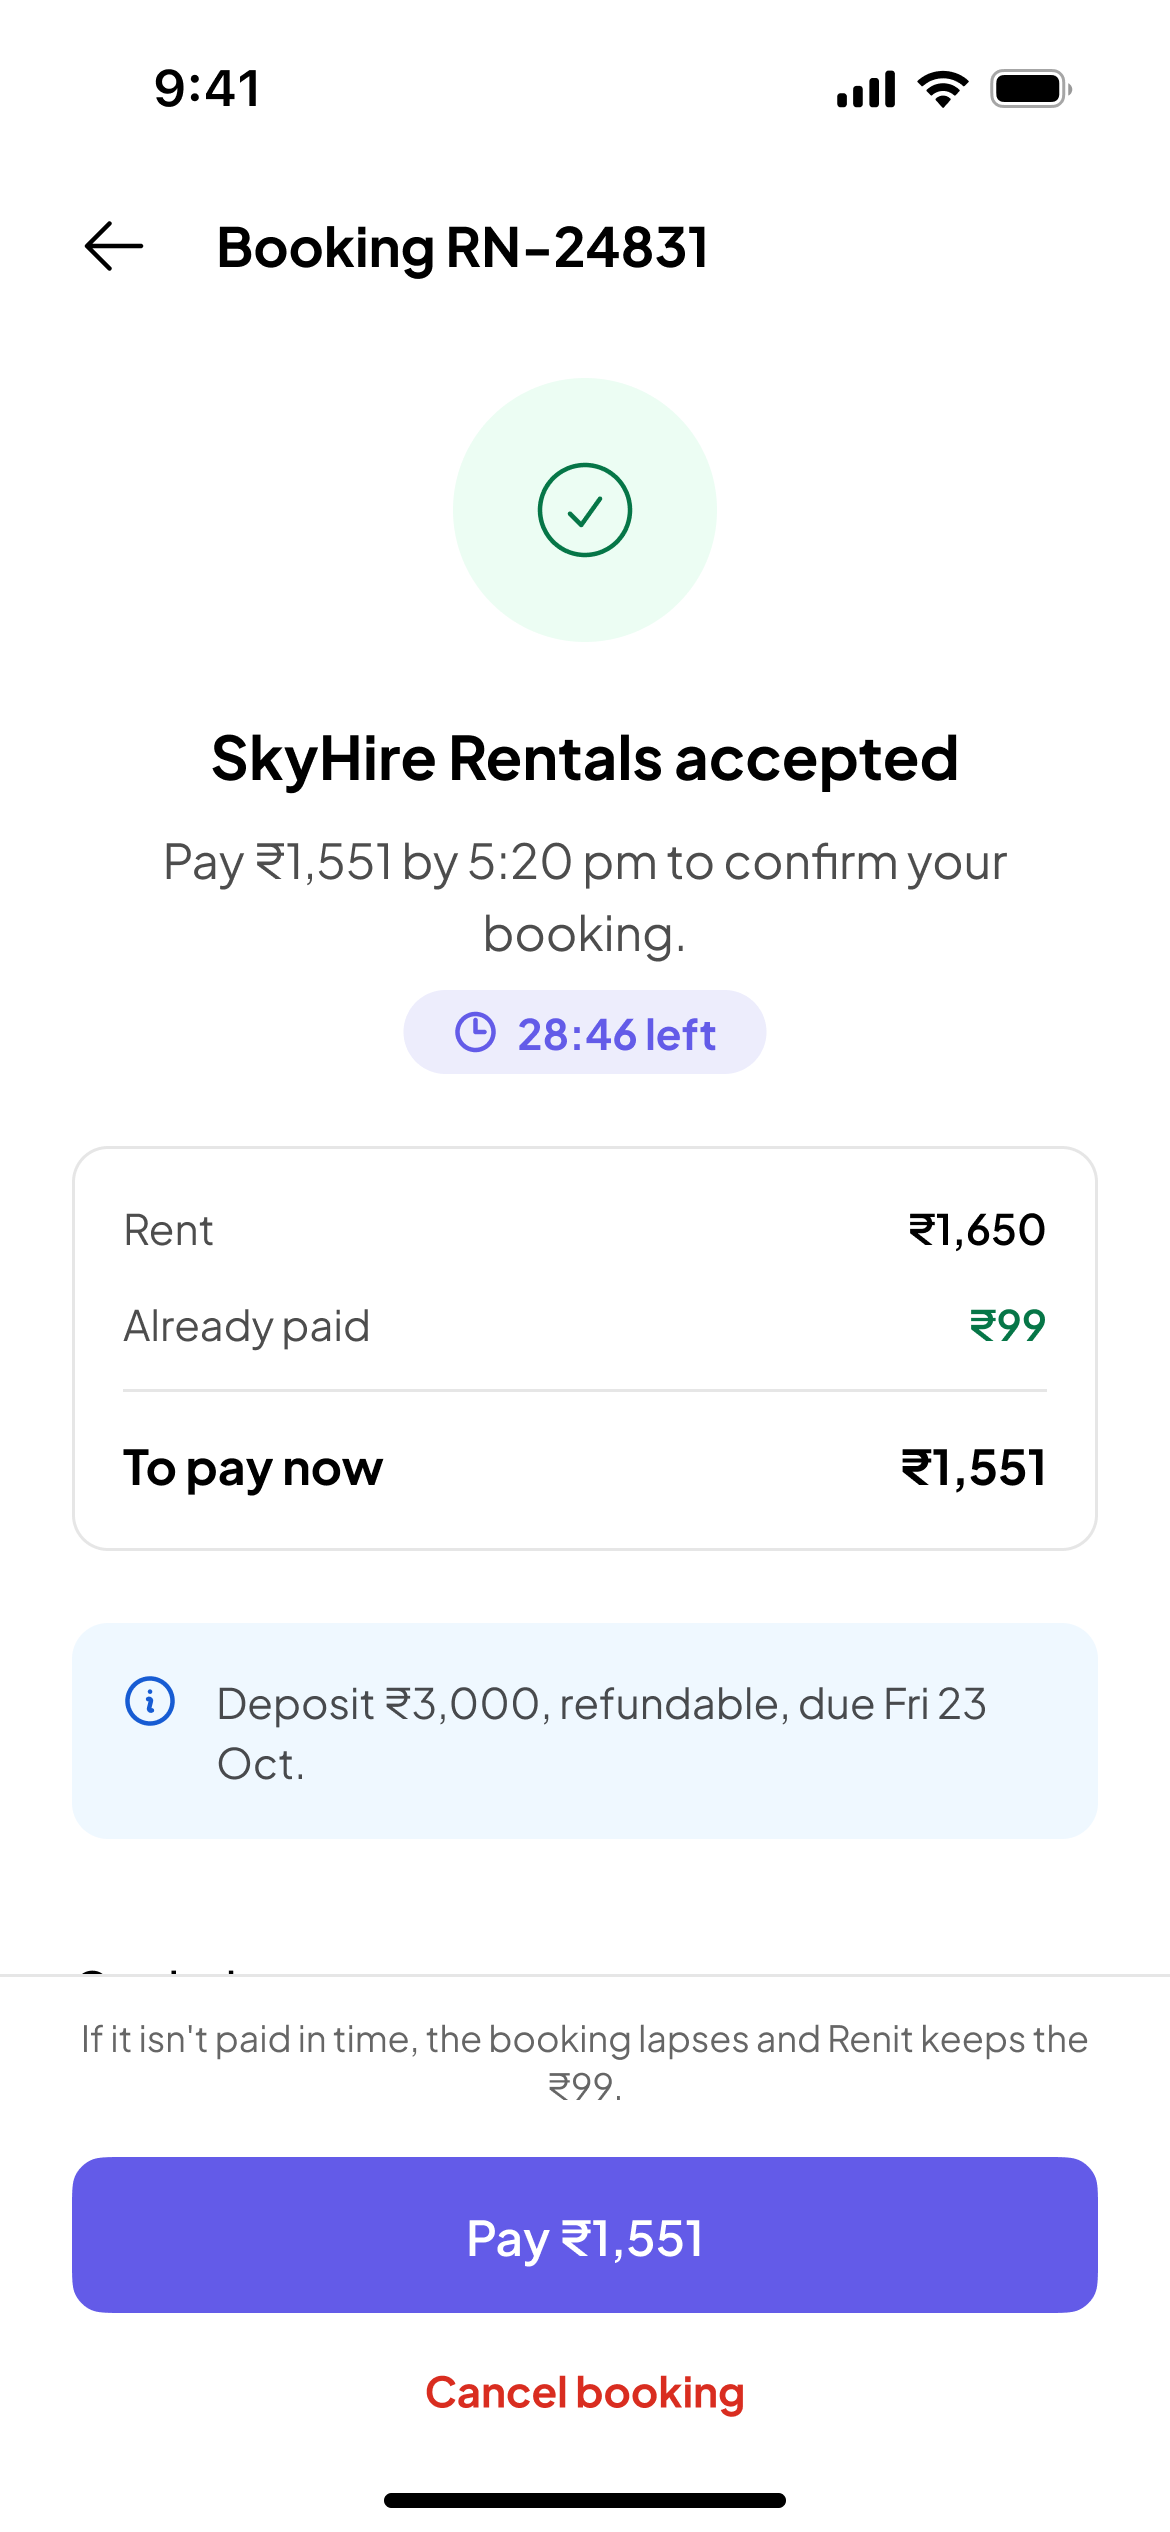 9:41
Booking RN-24831
SkyHire Rentals accepted
Pay ₹1,551 by 5:20 pm to confirm your
booking.
28:46 left
Rent ₹1,650
Already paid ₹99
To pay now ₹1,551
Deposit ₹3,000, refundable, due Fri 23
Oct.
If it isn't paid in time, the booking lapses and Renit keeps the
₹99.
Pay ₹1,551
Cancel booking